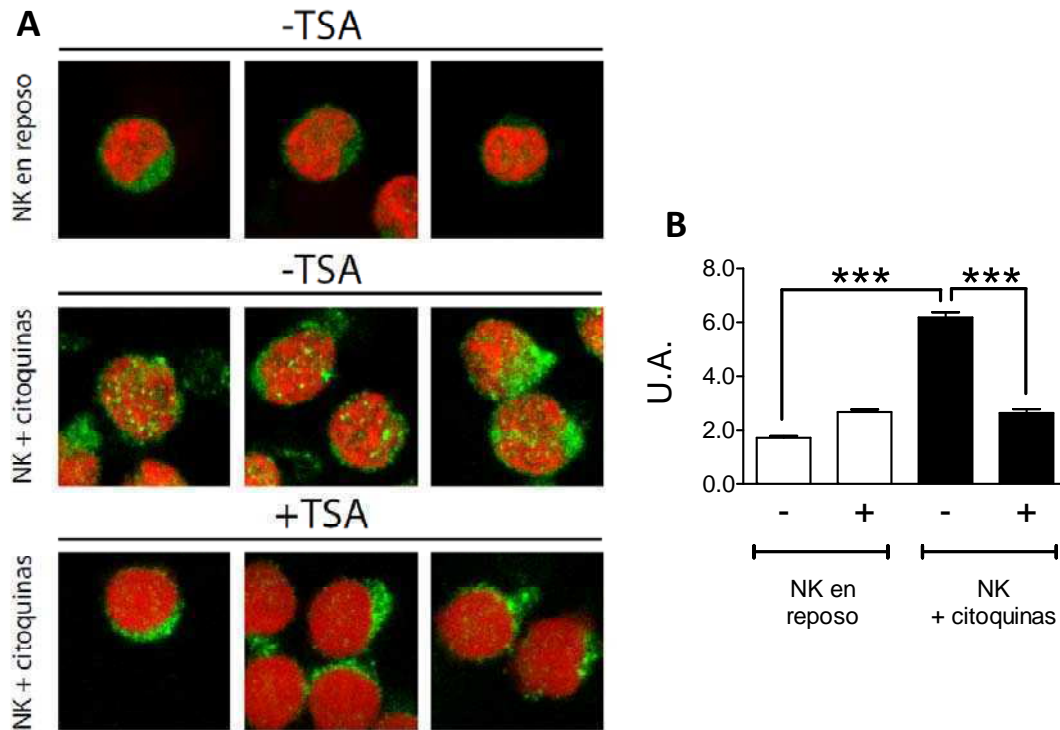 A
-TSA
NK en reposo
-TSA
NK + citoquinas
+TSA
NK + citoquinas
B
8.0
6.0
4.0
2.0
0.0
U.A.
***
***
-
+
-
+
NK en
reposo
NK
+ citoquinas